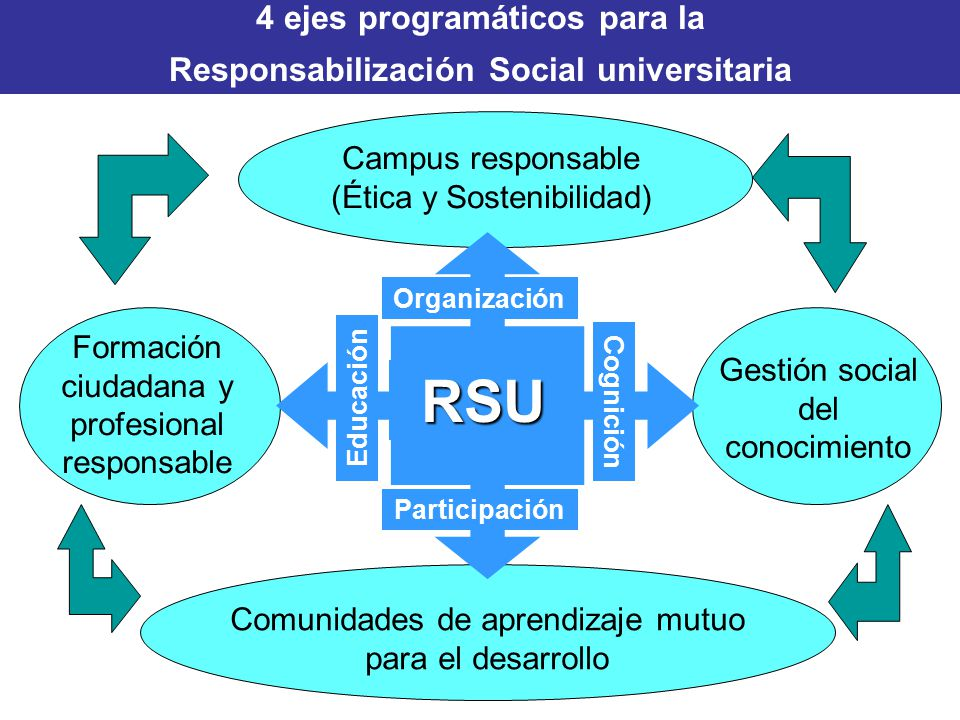 4 ejes programáticos para la
Responsabilización Social universitaria
Campus responsable
(Ética y Sostenibilidad)
Organización
Formación
ciudadana y
profesional
responsable
Educación
RSU
Cognición
Gestión social
del
conocimiento
Participación
Comunidades de aprendizaje mutuo
para el desarrollo